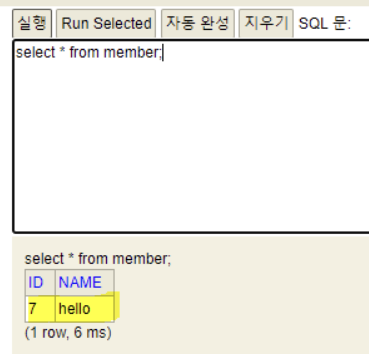 실행 Run Selected 자동 완성 지우기 SQL 문:
select * from member;
select * from member;
ID NAME
7 hello
(1 row, 6 ms)